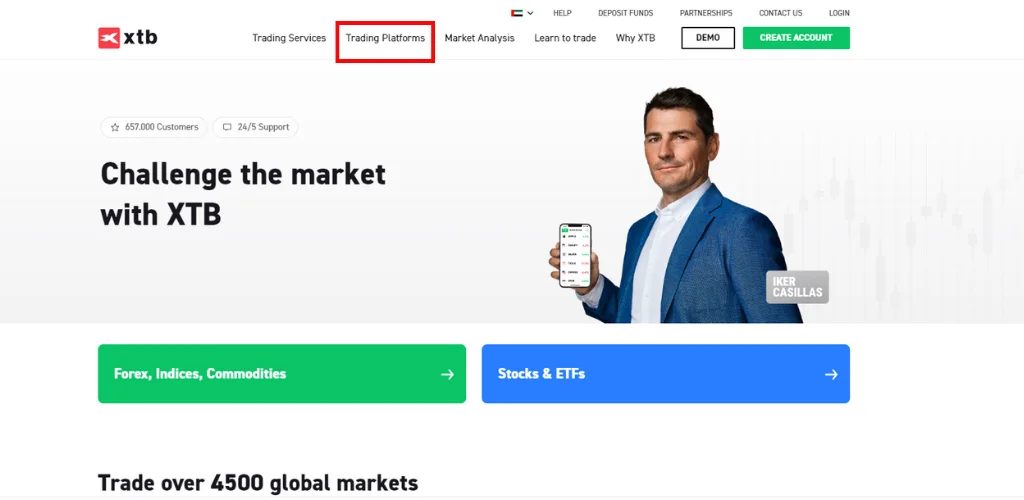 HELP
DEPOSIT FUNDS
PARTNERSHIPS
CONTACT US
LOGIN
xtb
Trading Services
Trading Platforms
Market Analysis
Learn to trade
Why XTB
DEMO
CREATE ACCOUNT
657.000 Customers
24/5 Support
Challenge the market
with XTB
IKER
CASILLAS
Forex, Indices, Commodities
Stocks & ETFs
Trade over 4500 global markets